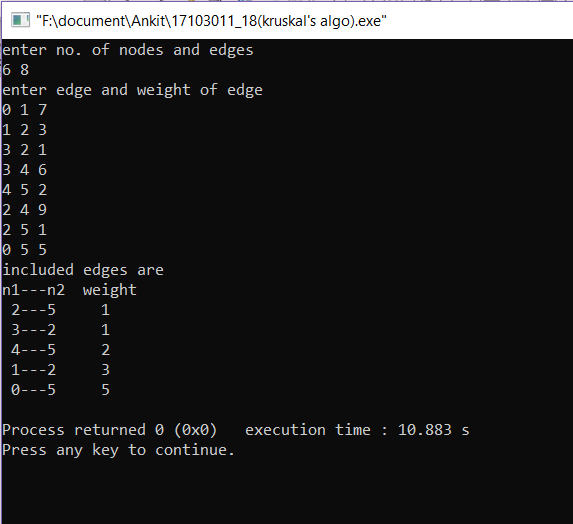 "F:\document\Ankit\17103011_18(kruskal's algo).exe"
enter no. of nodes and edges
6 8
enter edge and weight of edge
0 1 7
1 2 3
3 2 1
3 4 6
4 5 2
2 4 9
2 5 1
0 5 5
included edges are
n1---n2  weight
 2---5     1
 3---2     1
 4---5     2
 1---2     3
 0---5     5
Process returned 0 (0x0)   execution time : 10.883 s
Press any key to continue.